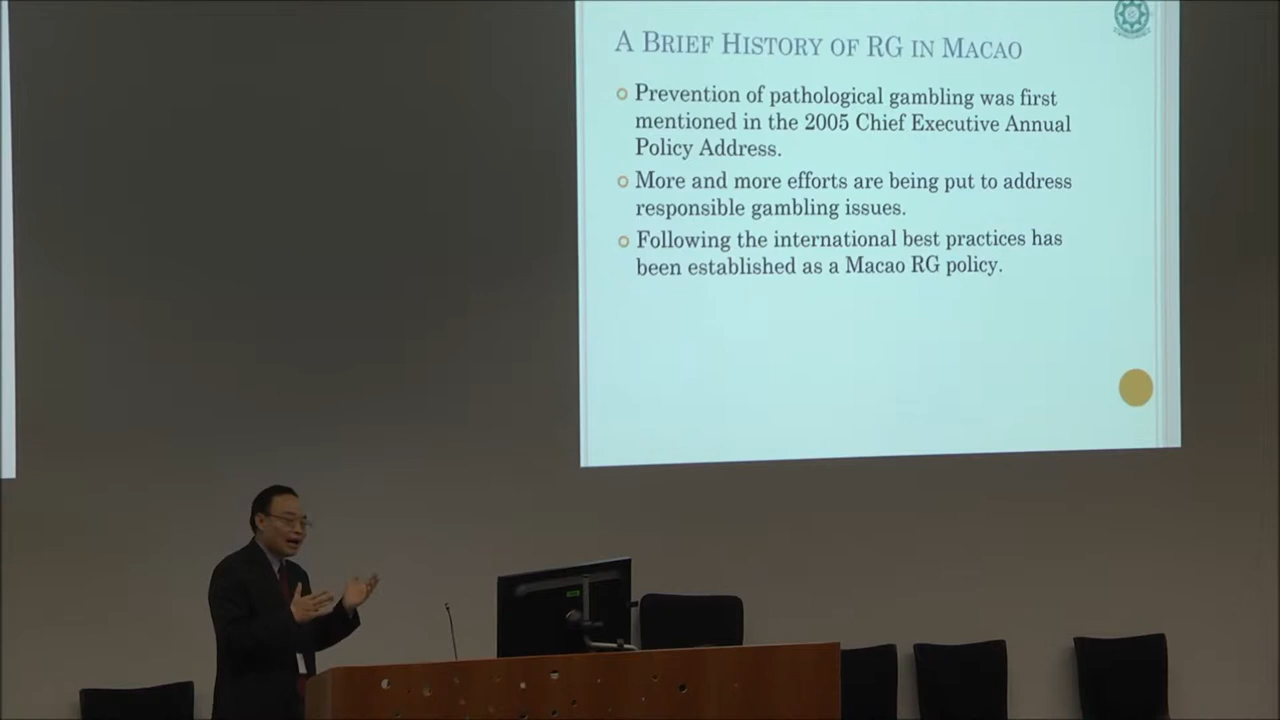 A BRIEF HISTORY OF RG IN MACAO
Prevention of pathological gambling was first
mentioned in the 2005 Chief Executive Annual
Policy Address.
More and more efforts are being put to address
responsible gambling issues.
Following the international best practices has
been established as a Macao RG policy.